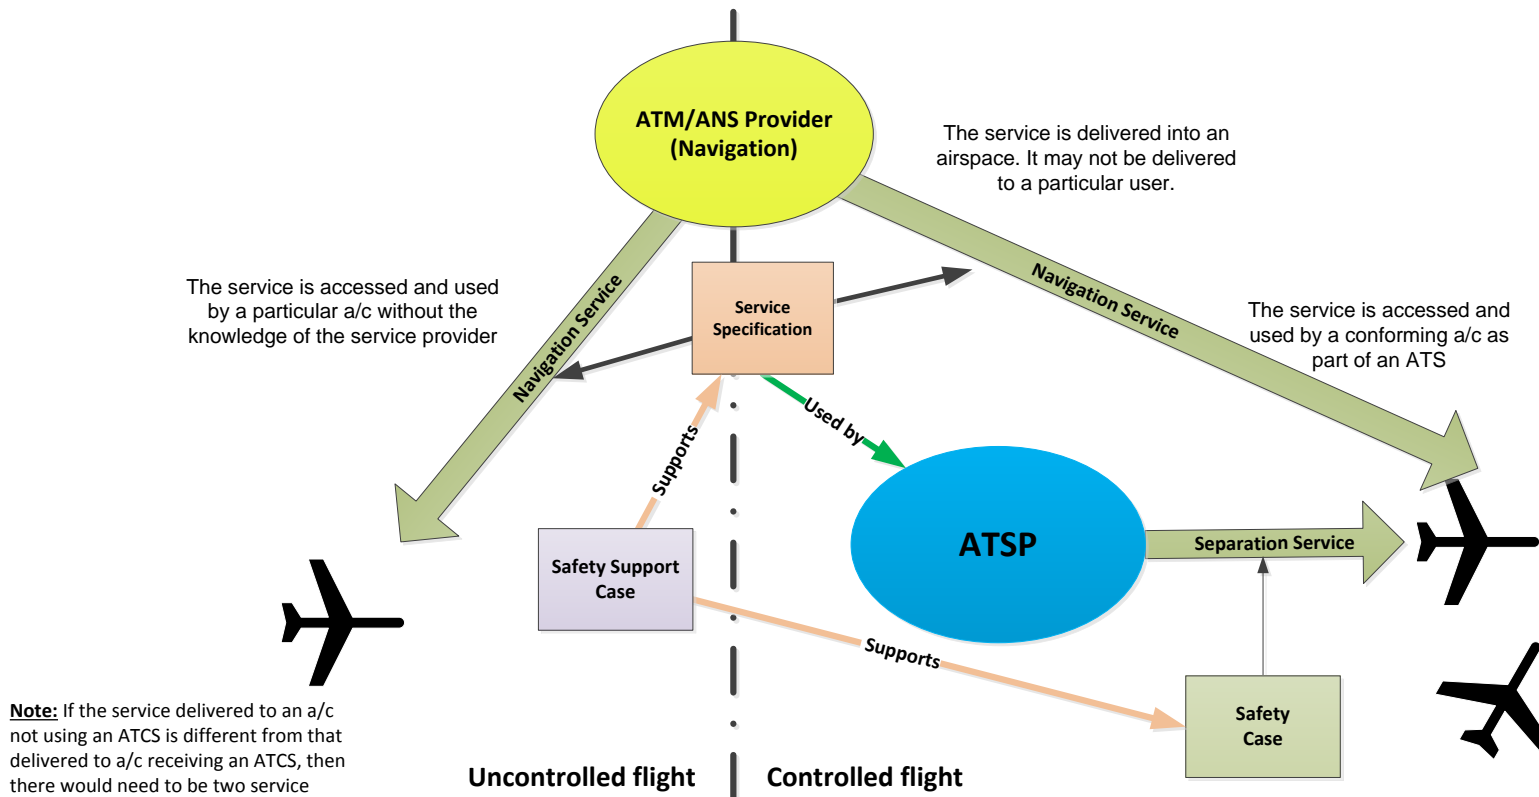 ATM/ANS Provider
(Navigation)
The service is delivered into an
airspace. It may not be delivered
to a particular user.
The service is accessed and used
by a particular a/c without the
knowledge of the service provider
Navigation Service
Service
Specification
Navigation Service
The service is accessed and
used by a conforming a/c as
part of an ATS
Used by
Supports
ATSP
Separation Service
Safety Support
Case
Supports
Safety
Case
Note: If the service delivered to an a/c
not using an ATCS is different from that
delivered to a/c receiving an ATCS, then
there would need to be two service
Uncontrolled flight
Controlled flight